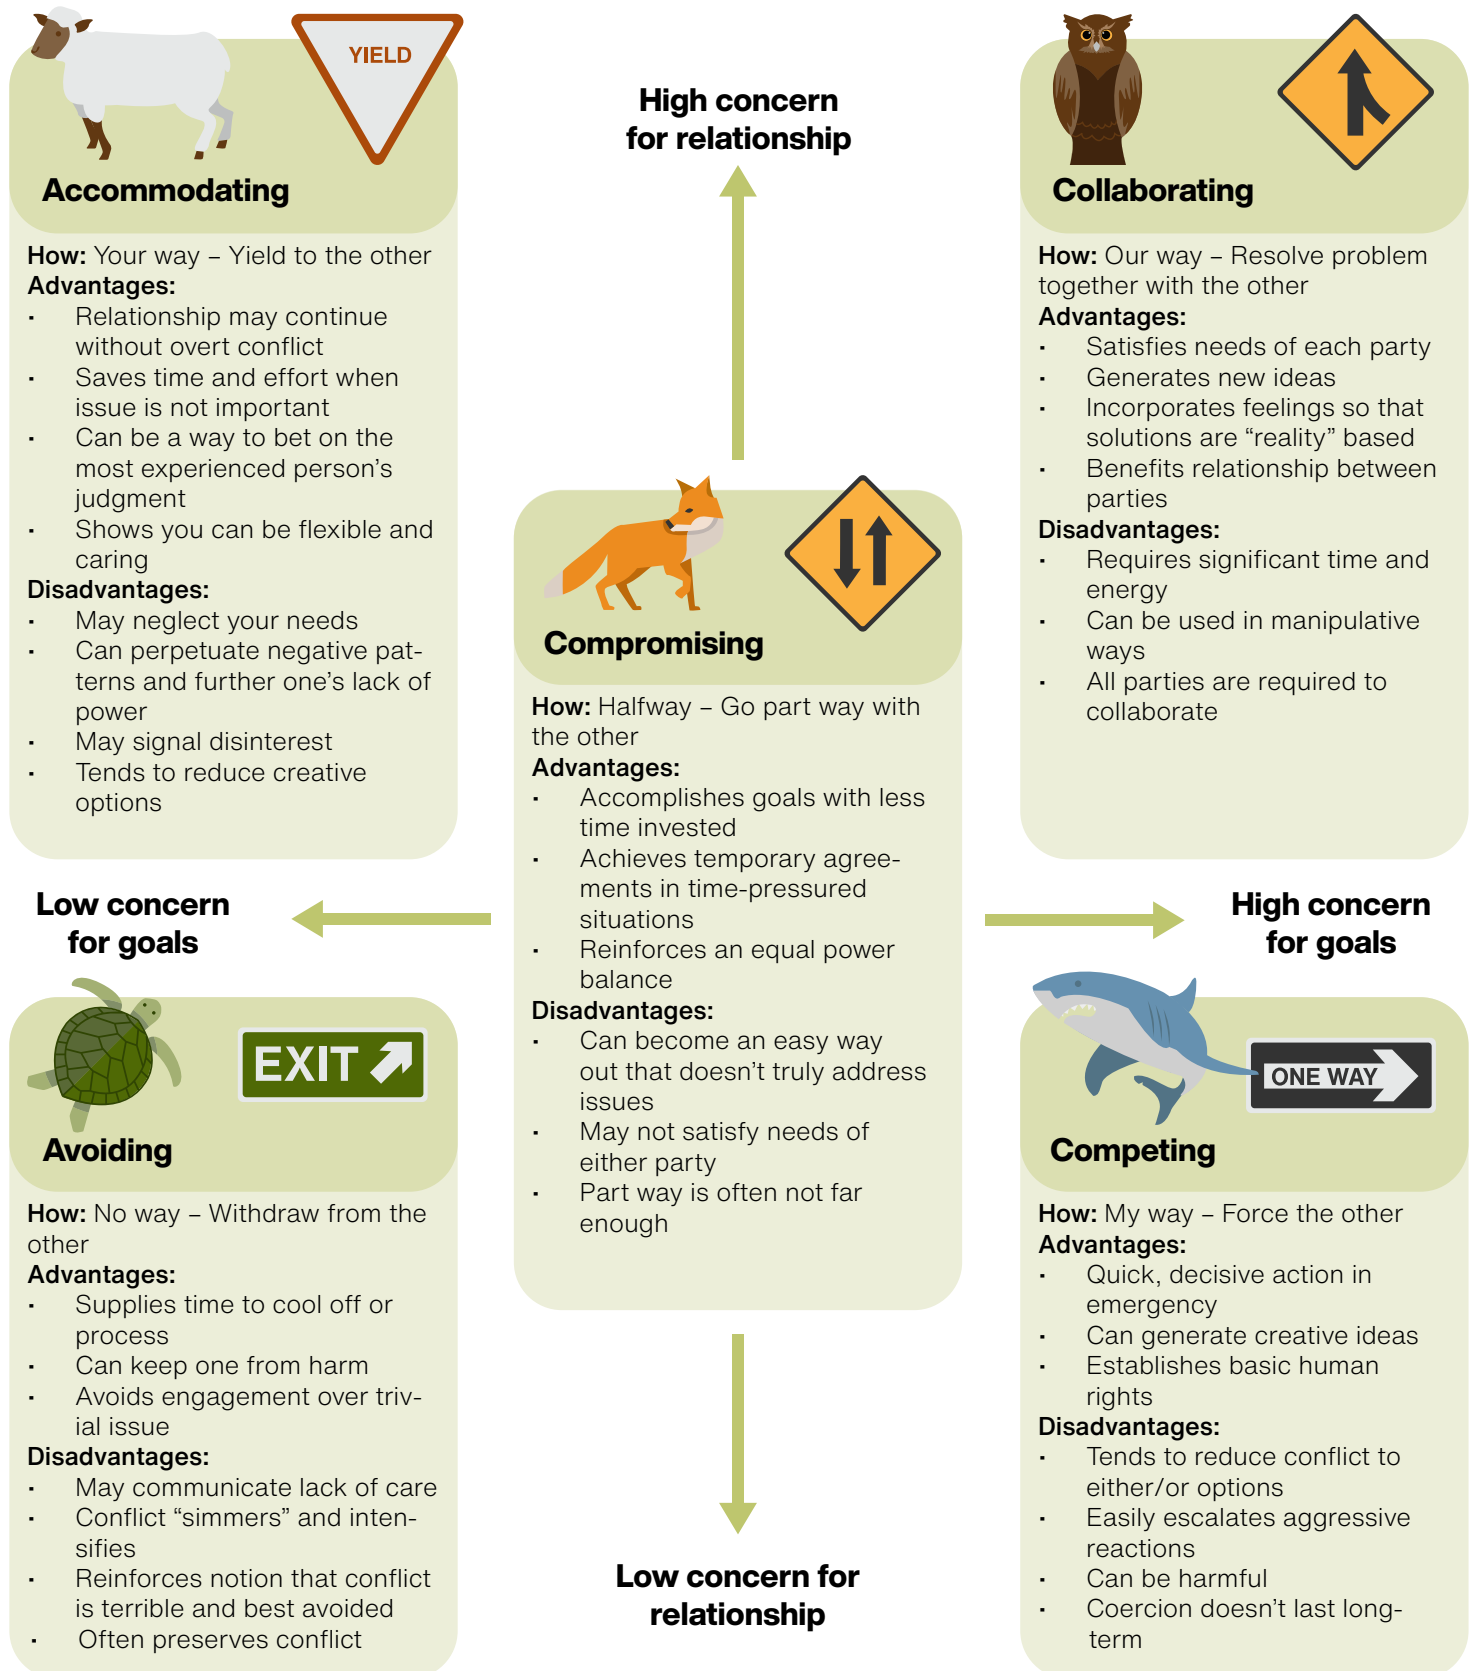 YIELD
Accommodating
How: Your way – Yield to the other
Advantages:
· Relationship may continue
without overt conflict
· Saves time and effort when
issue is not important
· Can be a way to bet on the
most experienced person’s
judgment
· Shows you can be flexible and
caring
Disadvantages:
· May neglect your needs
· Can perpetuate negative pat-
terns and further one’s lack of
power
· May signal disinterest
· Tends to reduce creative
options
High concern
for relationship
Collaborating
How: Our way – Resolve problem
together with the other
Advantages:
· Satisfies needs of each party
· Generates new ideas
· Incorporates feelings so that
solutions are “reality” based
· Benefits relationship between
parties
Disadvantages:
· Requires significant time and
energy
· Can be used in manipulative
ways
· All parties are required to
collaborate
Compromising
How: Halfway – Go part way with
the other
Advantages:
· Accomplishes goals with less
time invested
· Achieves temporary agree-
ments in time-pressured
situations
· Reinforces an equal power
balance
Disadvantages:
· Can become an easy way
out that doesn’t truly address
issues
· May not satisfy needs of
either party
· Part way is often not far
enough
Low concern
for goals
High concern
for goals
EXIT
Avoiding
How: No way – Withdraw from the
other
Advantages:
· Supplies time to cool off or
process
· Can keep one from harm
· Avoids engagement over triv-
ial issue
Disadvantages:
· May communicate lack of care
· Conflict “simmers” and inten-
sifies
· Reinforces notion that conflict
is terrible and best avoided
· Often preserves conflict
Low concern for
relationship
ONE WAY
Competing
How: My way – Force the other
Advantages:
· Quick, decisive action in
emergency
· Can generate creative ideas
· Establishes basic human
rights
Disadvantages:
· Tends to reduce conflict to
either/or options
· Easily escalates aggressive
reactions
· Can be harmful
· Coercion doesn’t last long-
term